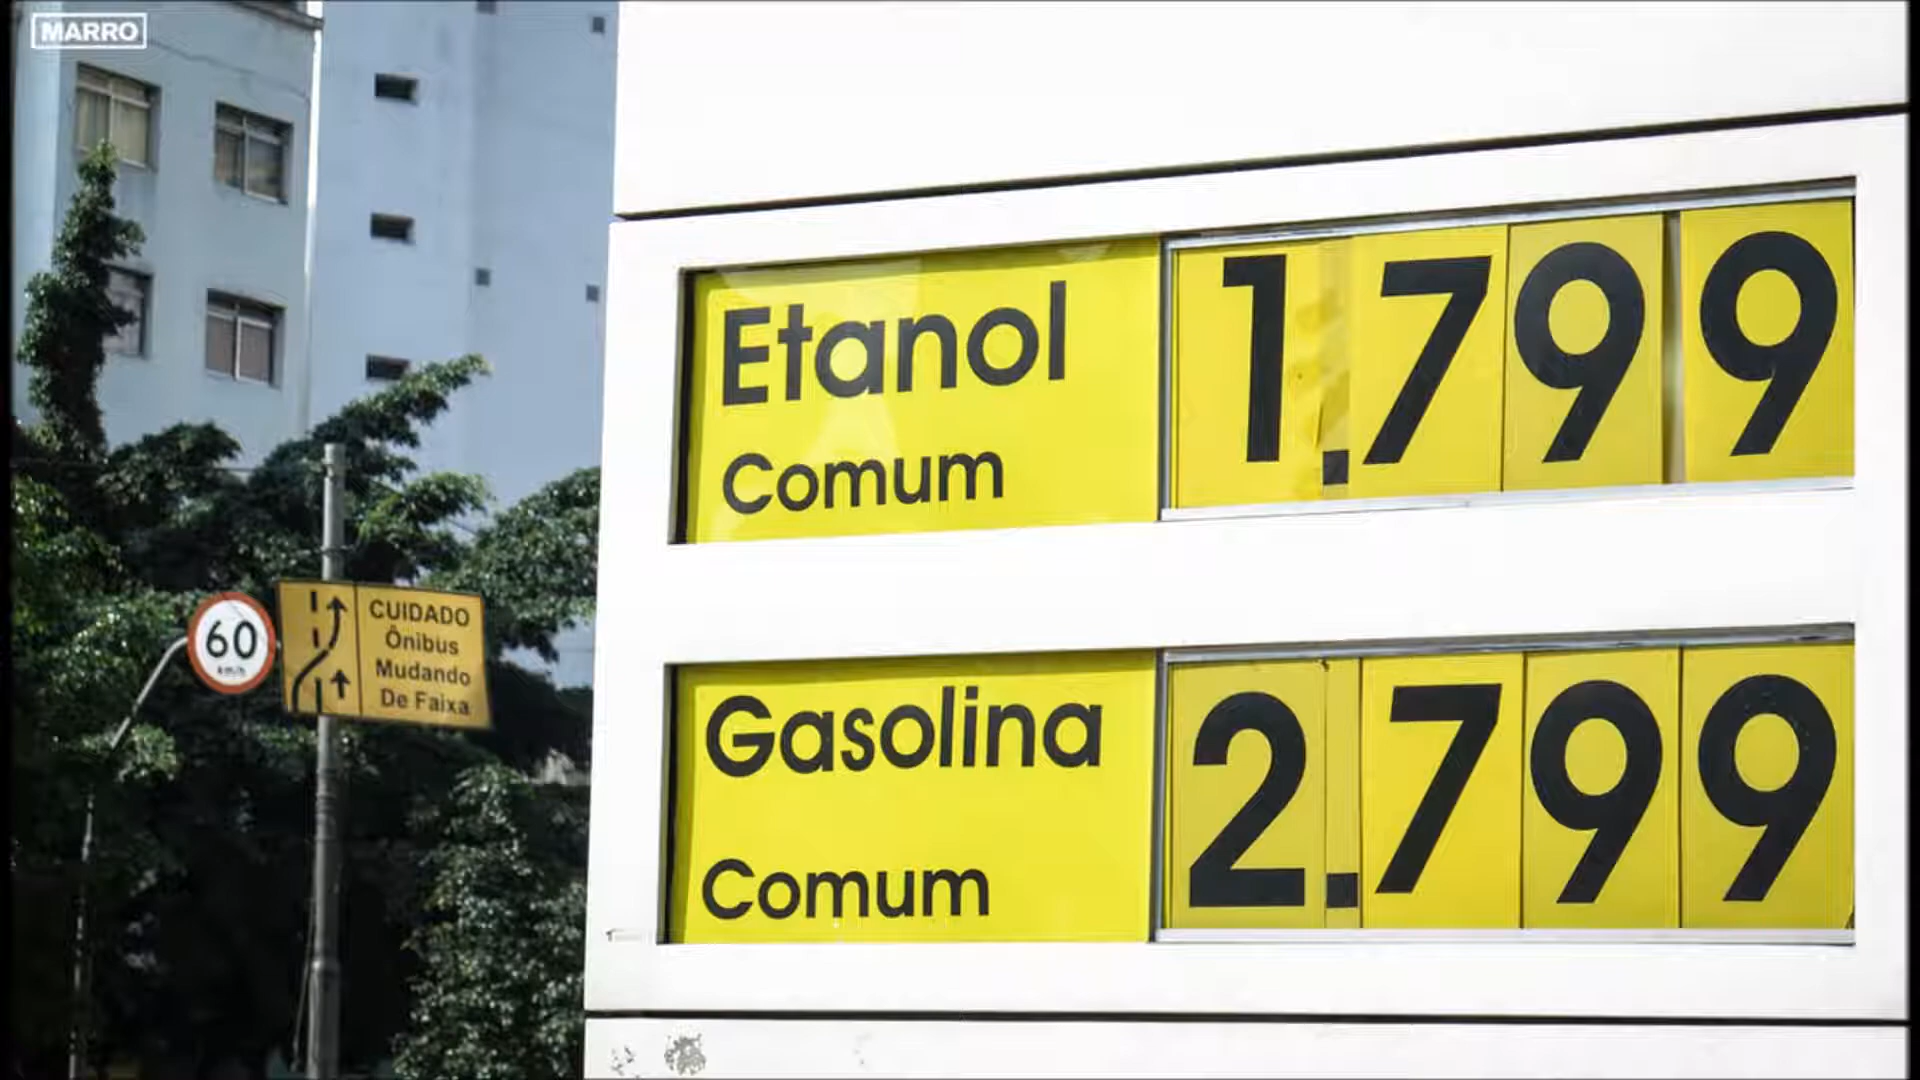 MARRO
Etanol
Comum
1.799
60
km/h
CUIDADO
Ônibus
Mudando
De Faixa
Gasolina
Comum
2.799